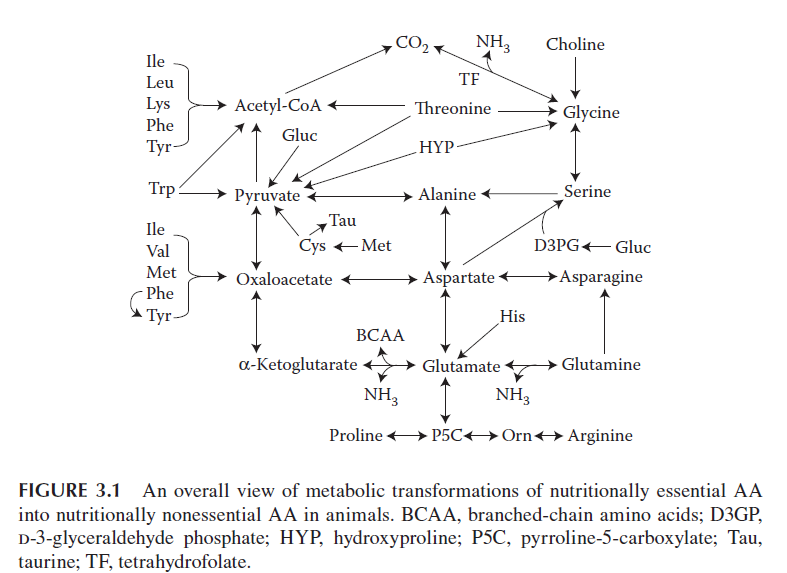 CO2 NH3 Choline
Ile
Leu
TF
Lys Acetyl-CoA Threonine Glycine
Phe
Gluc
Tyr
HYP
Trp Pyruvate Alanine Serine
Tau
Ile
Cys Met D3PG Gluc
Val
Met Oxaloacetate Aspartate Asparagine
Phe
Tyr
His
BCAA
α-Ketoglutarate Glutamate Glutamine
NH3 NH3
Proline P5C Orn Arginine
FIGURE 3.1 An overall view of metabolic transformations of nutritionally essential AA
into nutritionally nonessential AA in animals. BCAA, branched-chain amino acids; D3GP,
D-3-glyceraldehyde phosphate; HYP, hydroxyproline; P5C, pyrroline-5-carboxylate; Tau,
taurine; TF, tetrahydrofolate.